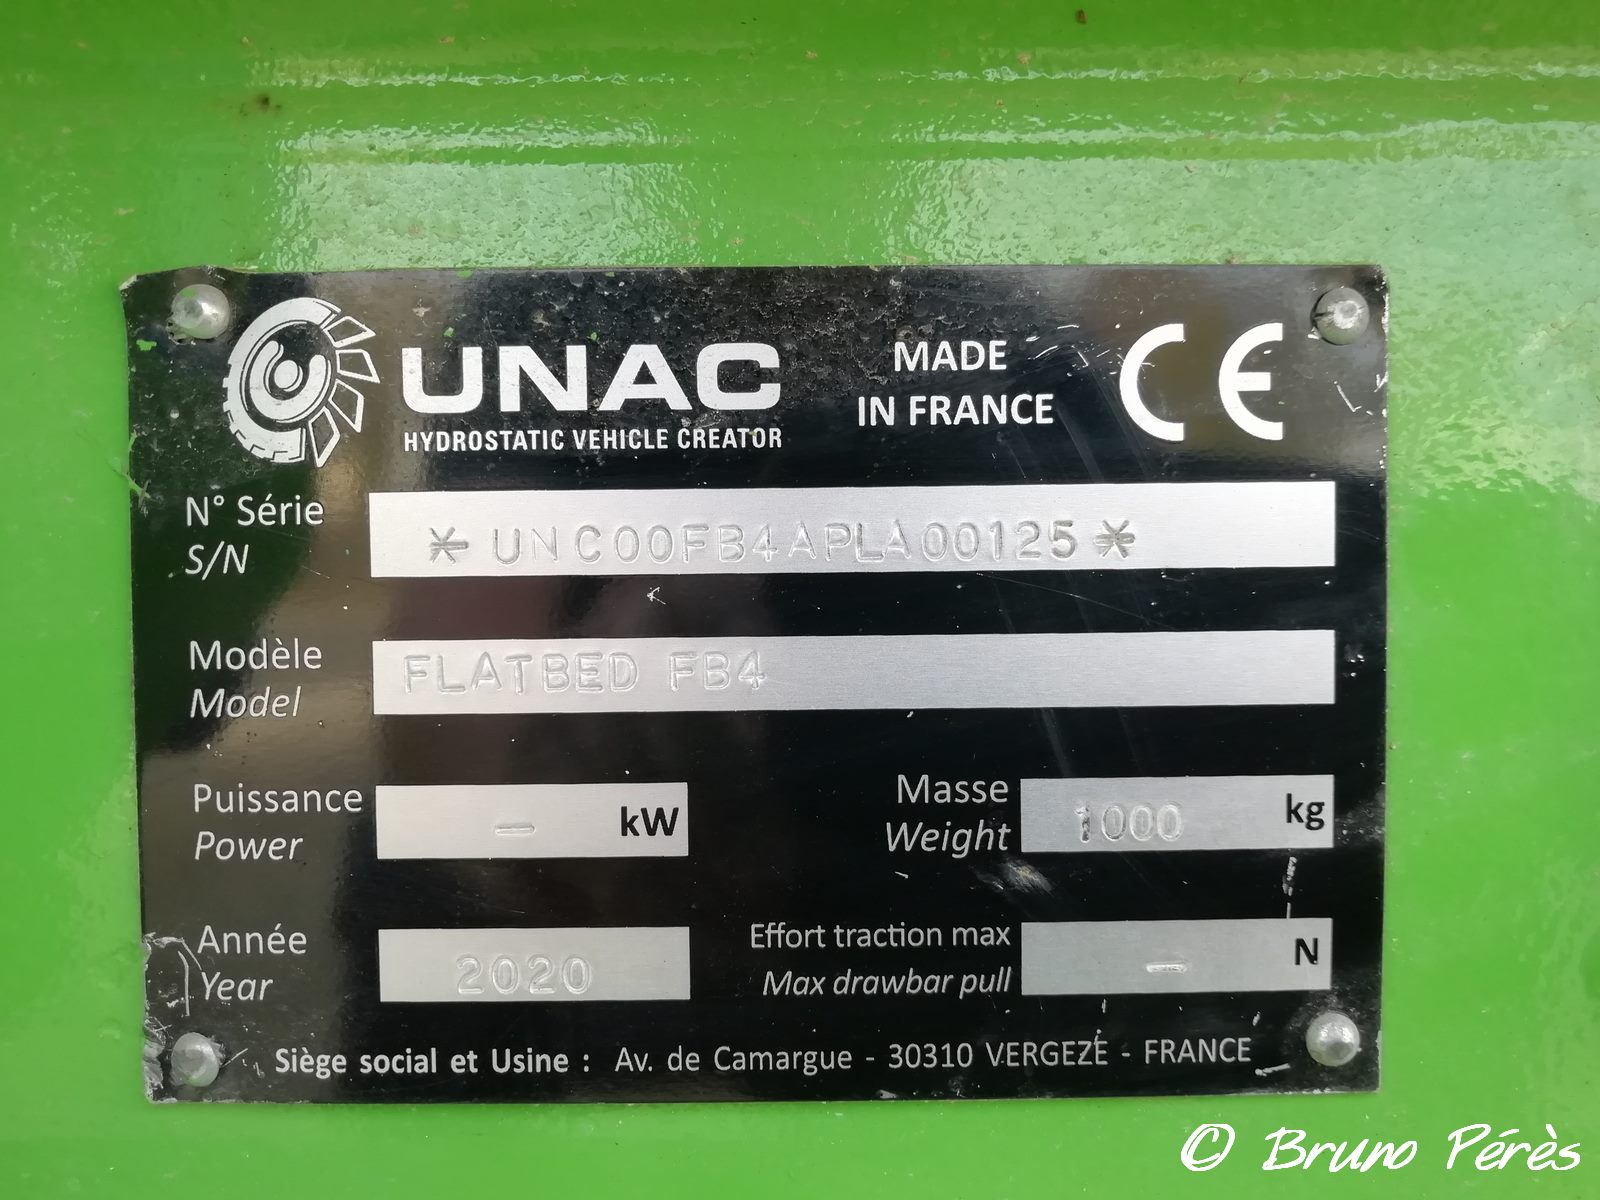 UNAC
HYDROSTATIC VEHICLE CREATOR
MADE
IN FRANCE
CE
N° Série
S/N
*UNC00FB4APLA00125*
Modèle
Model
FLATBED FB4
Puissance
Power
- kW
Masse
Weight
1000 kg
Année
Year
2020
Effort traction max
Max drawbar pull
- N
Siège social et Usine : Av. de Camargue - 30310 VERGEZE - FRANCE
© Bruno Pérès